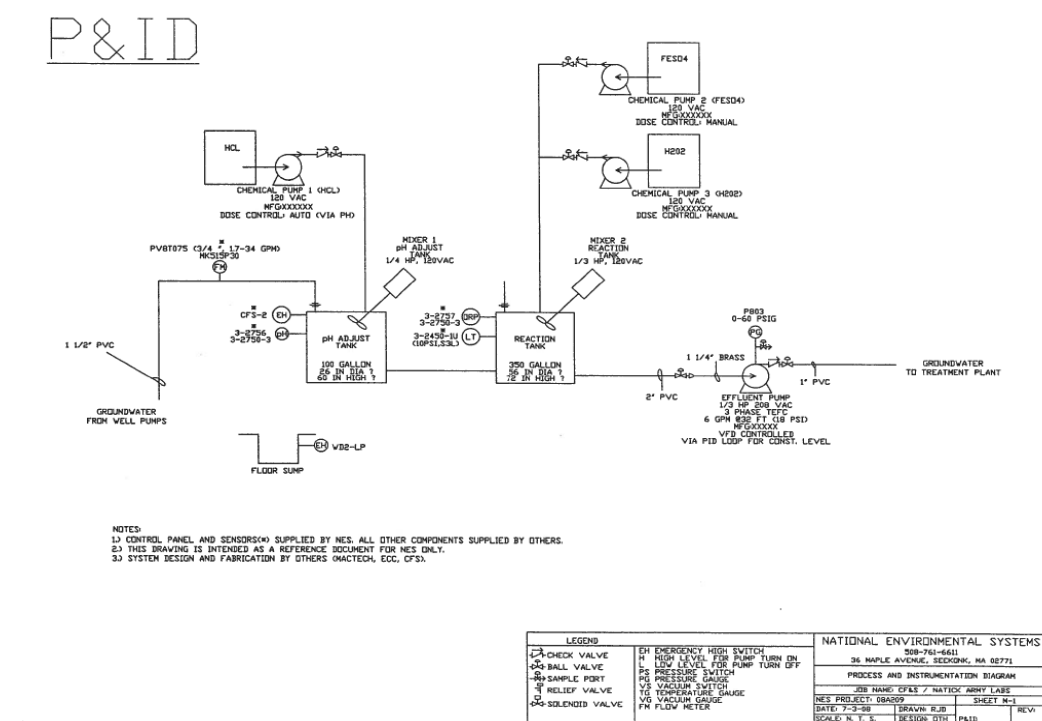 P&ID
FESO4
CHEMICAL PUMP 2 (FESO4)
120 VAC
MFG:XXXXXX
DOSE CONTROL: MANUAL
H2O2
CHEMICAL PUMP 3 (H2O2)
120 VAC
MFG:XXXXXX
DOSE CONTROL: MANUAL
HCL
CHEMICAL PUMP 1 (HCL)
120 VAC
MFG:XXXXXX
DOSE CONTROL: AUTO (VIA PH)
*
PV8T075 (3/4 ", 1.7-34 GPM)
MK515P30
FM
MIXER 1
pH ADJUST
TANK
1/4 HP, 120VAC
MIXER 2
REACTION
TANK
1/3 HP, 120VAC
*
CFS-2
EH
*
3-2756
3-2750-3
pH
pH ADJUST
TANK
100 GALLON
26 IN DIA ?
60 IN HIGH ?
*
3-2757
3-2750-3
ORP
*
3-2450-1U
(10PSI,S3L)
LT
REACTION
TANK
350 GALLON
56 IN DIA ?
72 IN HIGH ?
P803
0-60 PSIG
PG
1 1/2" PVC
GROUNDWATER
FROM WELL PUMPS
2" PVC
1 1/4" BRASS
1" PVC
GROUNDWATER
TO TREATMENT PLANT
EFFLUENT PUMP
1/3 HP 208 VAC
3 PHASE TEFC
6 GPM @32 FT (18 PSI)
MFG:XXXXX
VFD CONTROLLED
VIA PID LOOP FOR CONST. LEVEL
EH
WD2-LP
FLOOR SUMP
NOTES:
1.) CONTROL PANEL AND SENSORS(*) SUPPLIED BY NES. ALL OTHER COMPONENTS SUPPLIED BY OTHERS.
2.) THIS DRAWING IS INTENDED AS A REFERENCE DOCUMENT FOR NES ONLY.
3.) SYSTEM DESIGN AND FABRICATION BY OTHERS (MACTECH, ECC, CFS).
LEGEND
CHECK VALVE
BALL VALVE
SAMPLE PORT
RELIEF VALVE
SOLENOID VALVE
EH EMERGENCY HIGH SWITCH
H HIGH LEVEL FOR PUMP TURN ON
L LOW LEVEL FOR PUMP TURN OFF
PS PRESSURE SWITCH
PG PRESSURE GAUGE
VS VACUUM SWITCH
TG TEMPERATURE GAUGE
VG VACUUM GAUGE
FM FLOW METER
NATIONAL ENVIRONMENTAL SYSTEMS
508-761-6611
36 MAPLE AVENUE, SEEKONK, MA 02771
PROCESS AND INSTRUMENTATION DIAGRAM
JOB NAME: CF&S / NATICK ARMY LABS
NES PROJECT: 08A209
SHEET M-1
DATE: 7-3-08
DRAWN: RJD
REV:
SCALE: N. T. S.
DESIGN: OTH
P&ID